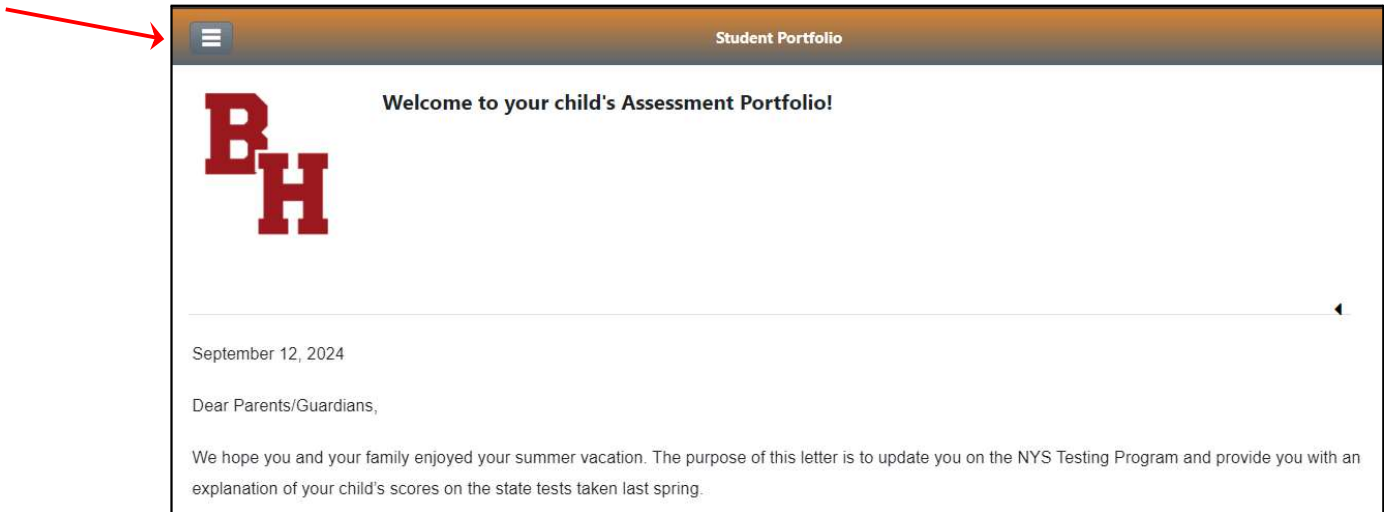 Student Portfolio
BH
Welcome to your child's Assessment Portfolio!
September 12, 2024
Dear Parents/Guardians,
We hope you and your family enjoyed your summer vacation. The purpose of this letter is to update you on the NYS Testing Program and provide you with an
explanation of your child’s scores on the state tests taken last spring.